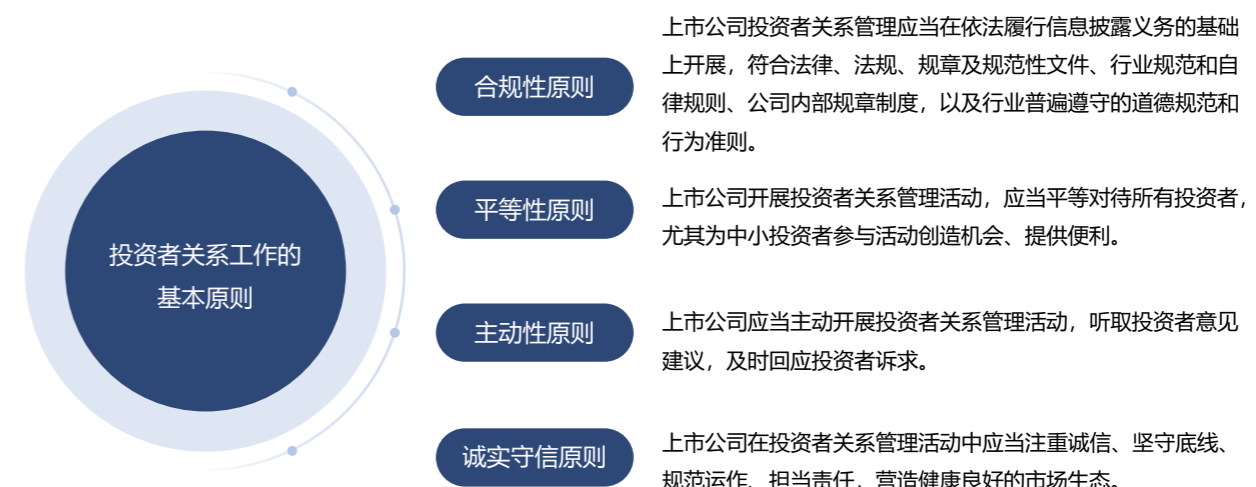 投资者关系工作的
基本原则
合规性原则
上市公司投资者关系管理应当在依法履行信息披露义务的基础
上开展，符合法律、法规、规章及规范性文件、行业规范和自
律规则、公司内部规章制度，以及行业普遍遵守的道德规范和
行为准则。
平等性原则
上市公司开展投资者关系管理活动，应当平等对待所有投资者，
尤其为中小投资者参与活动创造机会、提供便利。
主动性原则
上市公司应当主动开展投资者关系管理活动，听取投资者意见
建议，及时回应投资者诉求。
诚实守信原则
上市公司在投资者关系管理活动中应当注重诚信、坚守底线、
规范运作、担当责任，营造健康良好的市场生态。